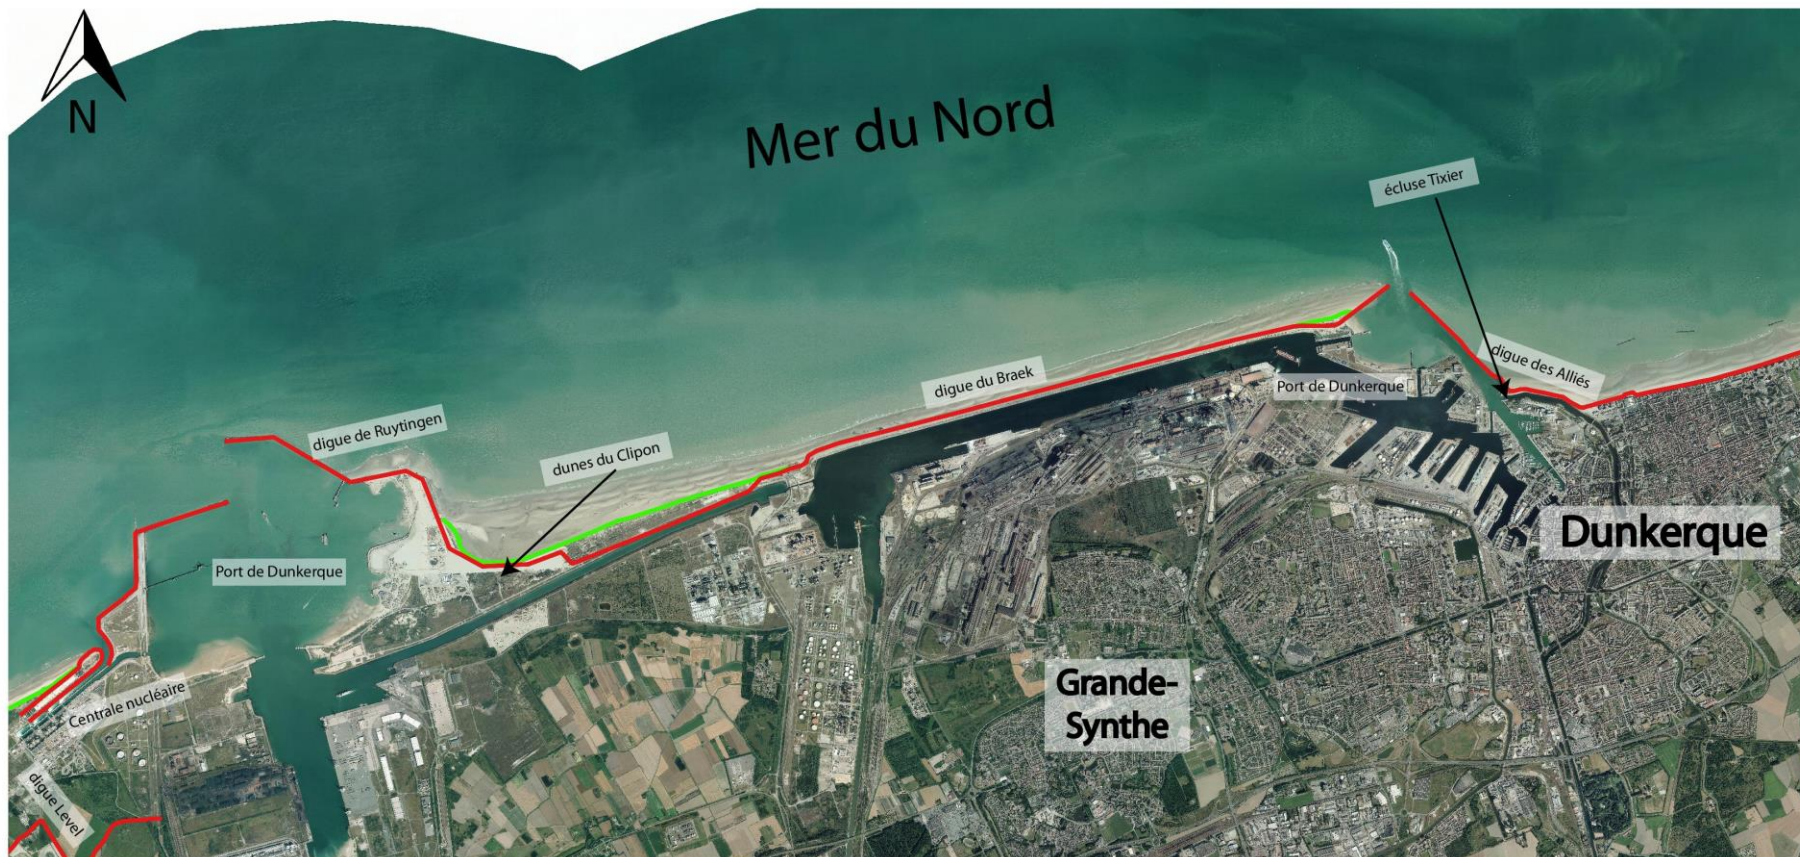 N
Mer du Nord
écluse Tixier
digue des Alliés
digue du Braek
Port de Dunkerque
digue de Ruytingen
dunes du Clipon
Dunkerque
Port de Dunkerque
Grande-
Synthe
Centrale nucléaire
digue Level